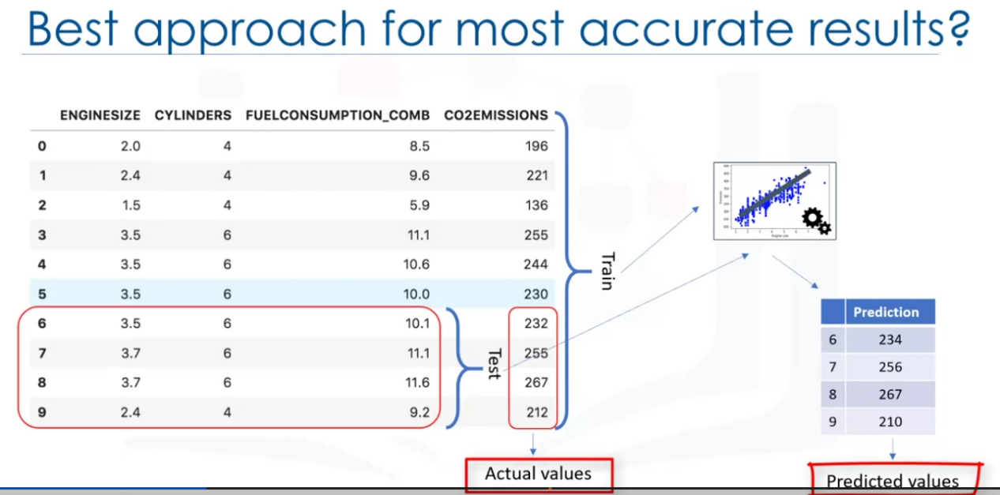 Best approach for most accurate results?
ENGINESIZE CYLINDERS FUELCONSUMPTION_COMB CO2EMISSIONS
0 2.0 4 8.5 196
1 2.4 4 9.6 221
2 1.5 4 5.9 136
3 3.5 6 11.1 255
4 3.5 6 10.6 244
5 3.5 6 10.0 230
6 3.5 6 10.1 232
7 3.7 6 11.1 255
8 3.7 6 11.6 267
9 2.4 4 9.2 212
Test
Train
Actual values
Prediction
6 234
7 256
8 267
9 210
Predicted values